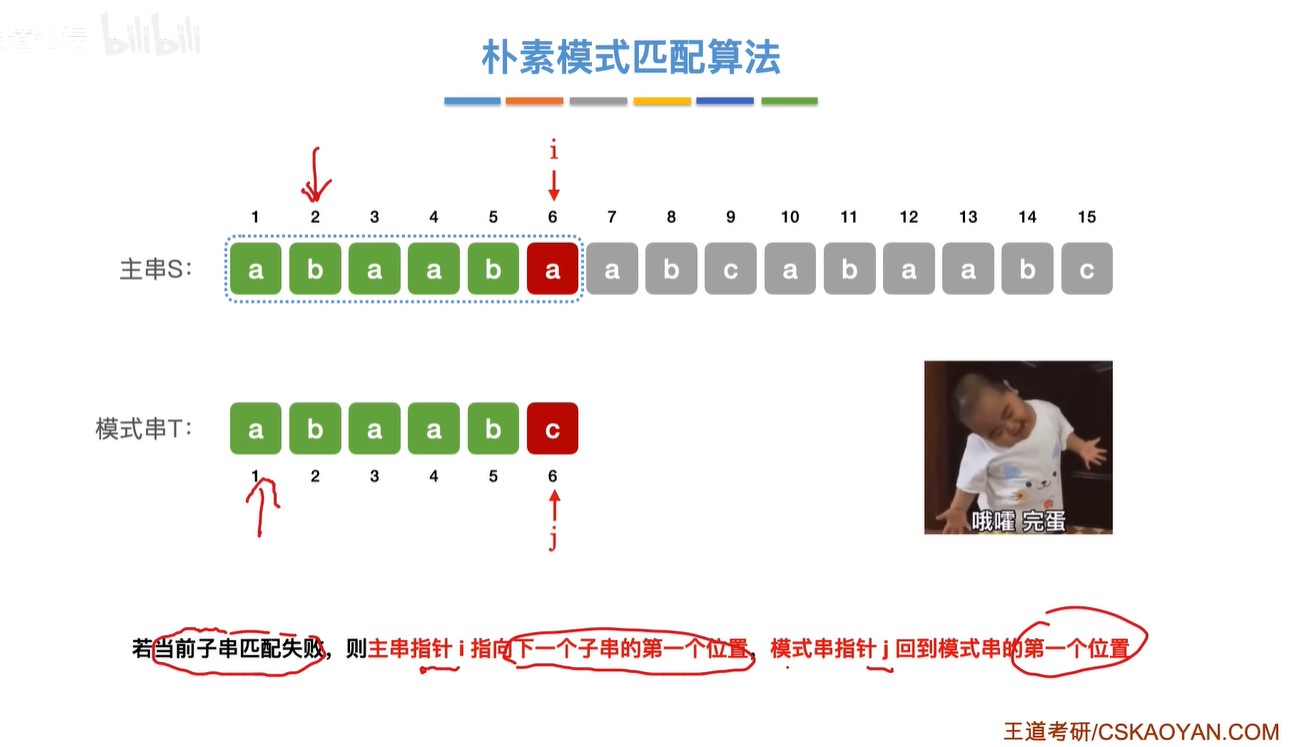 bilibili
朴素模式匹配算法
i
1 2 3 4 5 6 7 8 9 10 11 12 13 14 15
主串S: a b a a b a a b c a b a a b c
模式串T: a b a a b c
1 2 3 4 5 6
j
哦嚯 完蛋
若当前子串匹配失败，则主串指针 i 指向下一个子串的第一个位置，模式串指针 j 回到模式串的第一个位置
王道考研/CSKAOYAN.COM